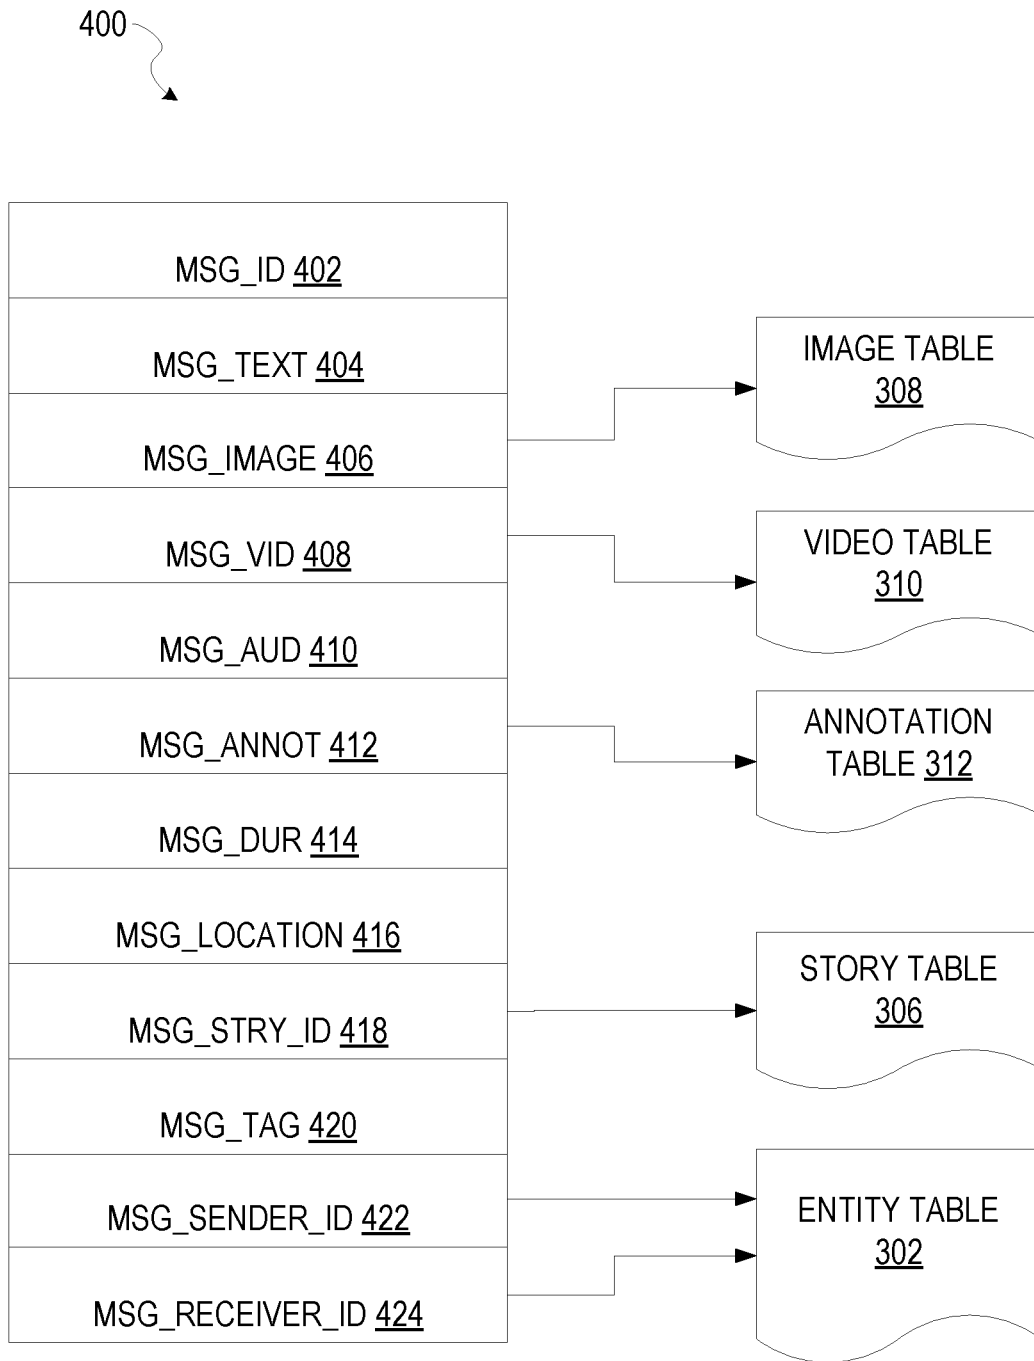 400
MSG_ID 402
MSG_TEXT 404
MSG_IMAGE 406
MSG_VID 408
MSG_AUD 410
MSG_ANNOT 412
MSG_DUR 414
MSG_LOCATION 416
MSG_STRY_ID 418
MSG_TAG 420
MSG_SENDER_ID 422
MSG_RECEIVER_ID 424
IMAGE TABLE
308
VIDEO TABLE
310
ANNOTATION
TABLE 312
STORY TABLE
306
ENTITY TABLE
302